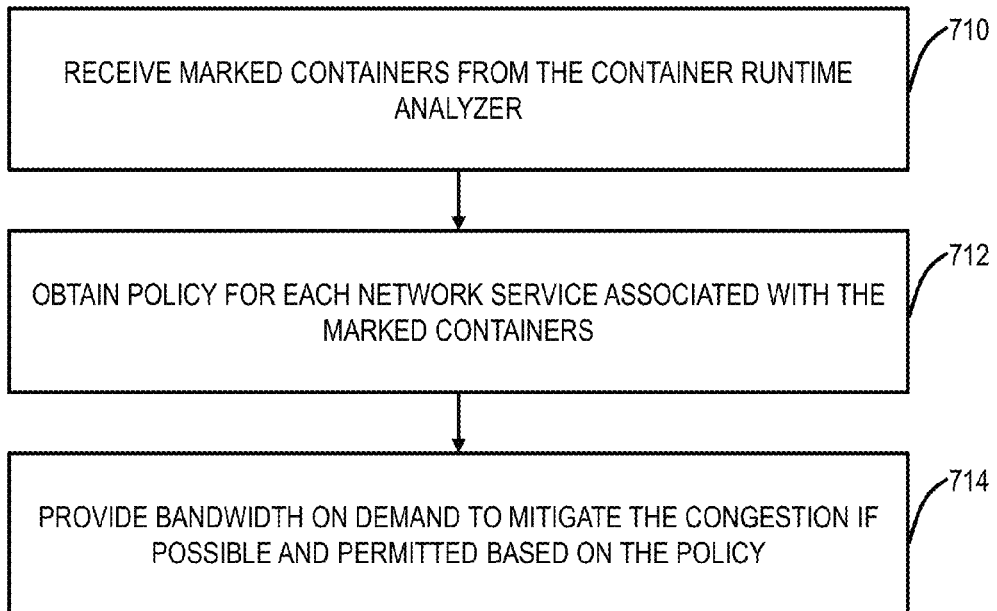 710
RECEIVE MARKED CONTAINERS FROM THE CONTAINER RUNTIME
ANALYZER
712
OBTAIN POLICY FOR EACH NETWORK SERVICE ASSOCIATED WITH THE
MARKED CONTAINERS
714
PROVIDE BANDWIDTH ON DEMAND TO MITIGATE THE CONGESTION IF
POSSIBLE AND PERMITTED BASED ON THE POLICY